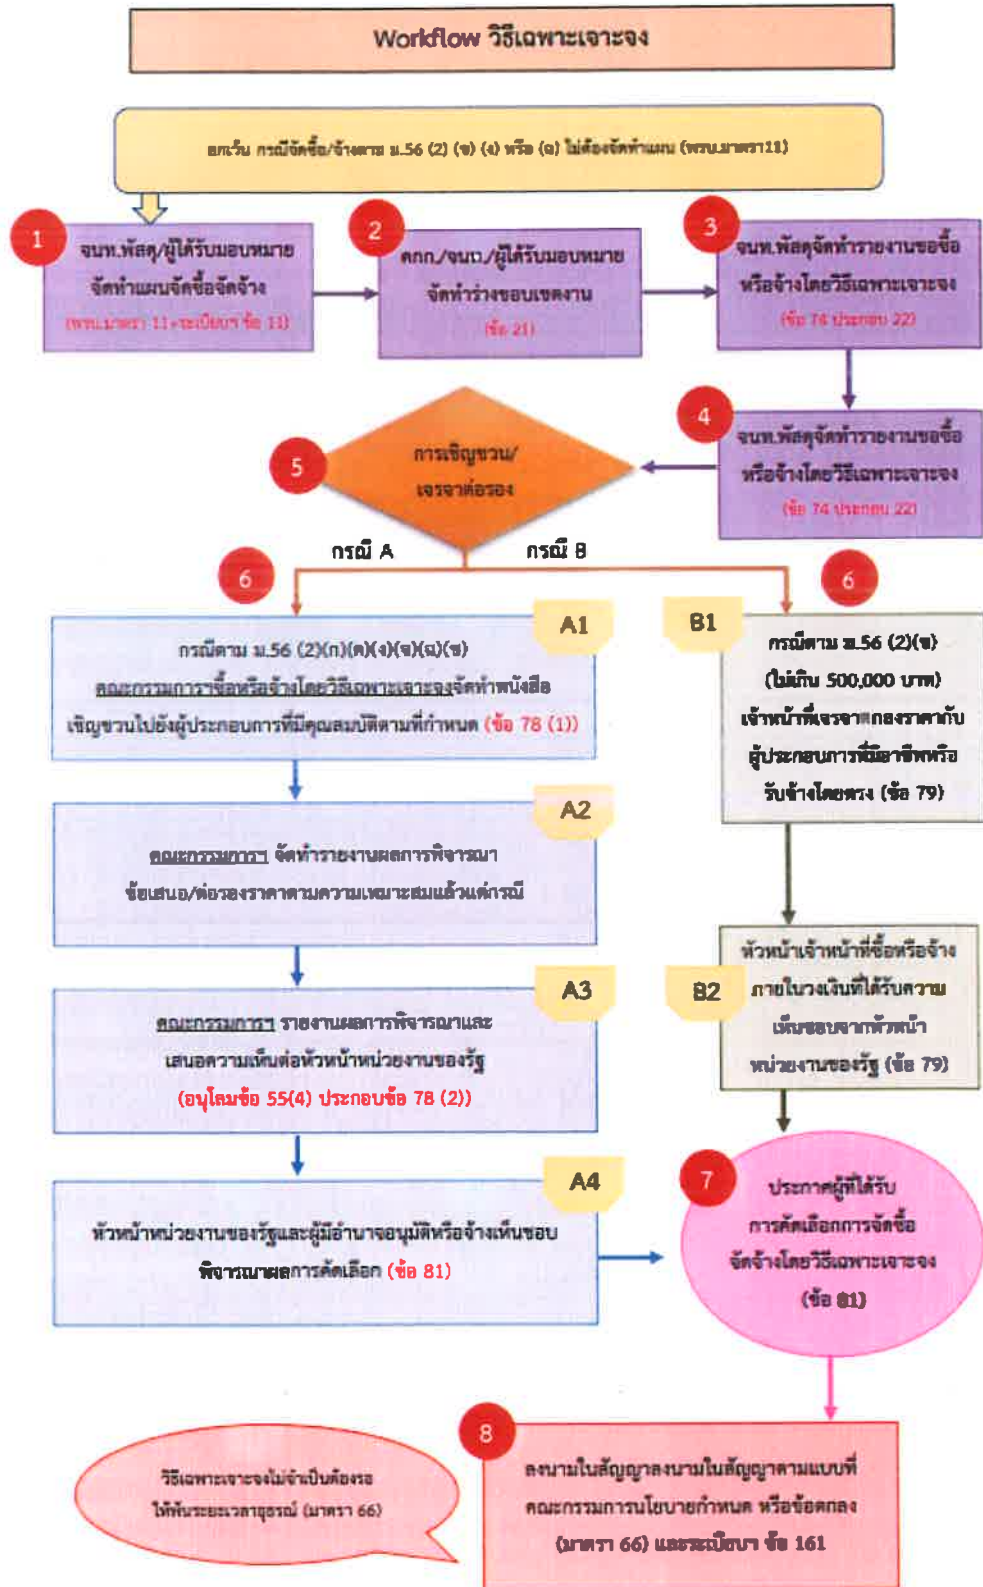 Workflow วิธีเฉพาะเจาะจง
ยกเว้น กรณีจัดซื้อ/จ้างตาม ม.56 (2) (ข) (ง) หรือ (ฉ) ไม่ต้องจัดทำแผน (พรบ.มาตรา11)
1
จนท.พัสดุ/ผู้ได้รับมอบหมาย
จัดทำแผนจัดซื้อจัดจ้าง
(พรบ.มาตรา 11+ระเบียบฯ ข้อ 11)
2
คกก./จนท./ผู้ได้รับมอบหมาย
จัดทำร่างขอบเขตงาน
(ข้อ 21)
3
จนท.พัสดุจัดทำรายงานขอซื้อ
หรือจ้างโดยวิธีเฉพาะเจาะจง
(ข้อ 74 ประกอบ 22)
4
จนท.พัสดุจัดทำรายงานขอซื้อ
หรือจ้างโดยวิธีเฉพาะเจาะจง
(ข้อ 74 ประกอบ 22)
5
การเชิญชวน/
เจรจาต่อรอง
กรณี A
กรณี B
6
6
A1
กรณีตาม ม.56 (2)(ก)(ค)(ง)(จ)(ฉ)(ช)
คณะกรรมการฯซื้อหรือจ้างโดยวิธีเฉพาะเจาะจงจัดทำหนังสือ
เชิญชวนไปยังผู้ประกอบการที่มีคุณสมบัติตามที่กำหนด (ข้อ 78 (1))
B1
กรณีตาม ม.56 (2)(ข)
(ไม่เกิน 500,000 บาท)
เจ้าหน้าที่เจรจาตกลงราคากับ
ผู้ประกอบการที่มีอาชีพหรือ
รับจ้างโดยตรง (ข้อ 79)
A2
คณะกรรมการฯ จัดทำรายงานผลการพิจารณา
ข้อเสนอ/ต่อรองราคาตามความเหมาะสมแล้วแต่กรณี
B2
หัวหน้าเจ้าหน้าที่ซื้อหรือจ้าง
ภายในวงเงินที่ได้รับความ
เห็นชอบจากหัวหน้า
หน่วยงานของรัฐ (ข้อ 79)
A3
คณะกรรมการฯ รายงานผลการพิจารณาและ
เสนอความเห็นต่อหัวหน้าหน่วยงานของรัฐ
(อนุโลมข้อ 55(4) ประกอบข้อ 78 (2))
A4
หัวหน้าหน่วยงานของรัฐและผู้มีอำนาจอนุมัติหรือจ้างเห็นชอบ
พิจารณาผลการคัดเลือก (ข้อ 81)
7
ประกาศผู้ที่ได้รับ
การคัดเลือกการจัดซื้อ
จัดจ้างโดยวิธีเฉพาะเจาะจง
(ข้อ 81)
8
ลงนามในสัญญาลงนามในสัญญาตามแบบที่
คณะกรรมการนโยบายกำหนด หรือข้อตกลง
(มาตรา 66) และระเบียบฯ ข้อ 161
วิธีเฉพาะเจาะจงไม่จำเป็นต้องรอ
ให้พ้นระยะเวลาอุธรณ์ (มาตรา 66)